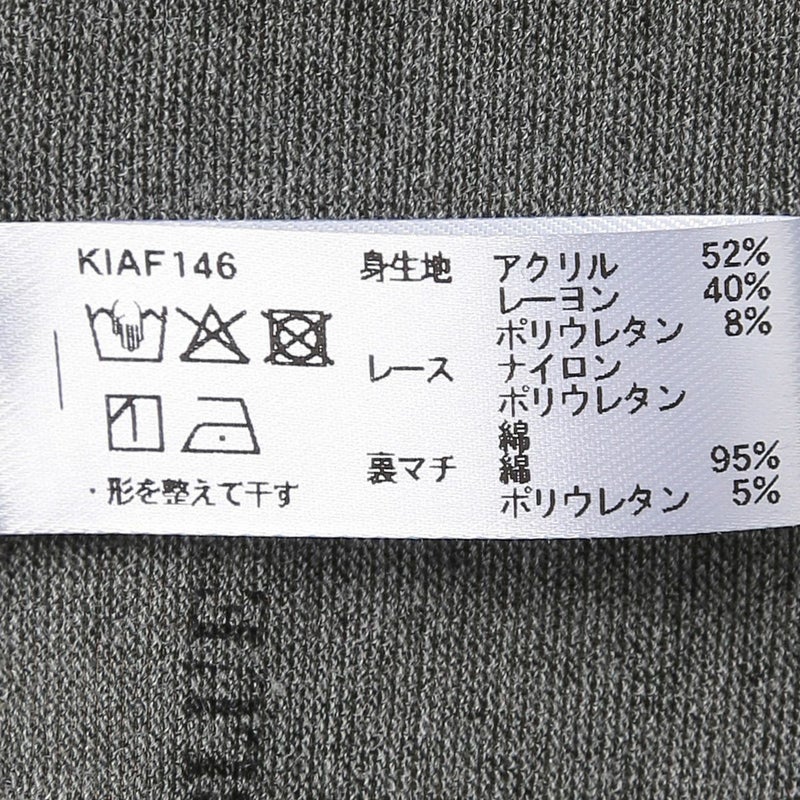 KIAF146
身生地 アクリル 52%
レーヨン 40%
ポリウレタン 8%
レース ナイロン
ポリウレタン
綿
裏マチ 綿 95%
ポリウレタン 5%
・形を整えて干す